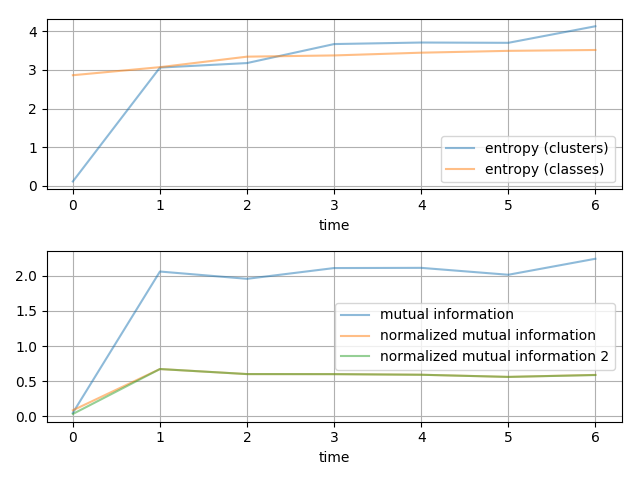 4
3
2
1
0
entropy (clusters)
entropy (classes)
0 1 2 3 4 5 6
time
2.0
1.5
1.0
0.5
0.0
mutual information
normalized mutual information
normalized mutual information 2
0 1 2 3 4 5 6
time